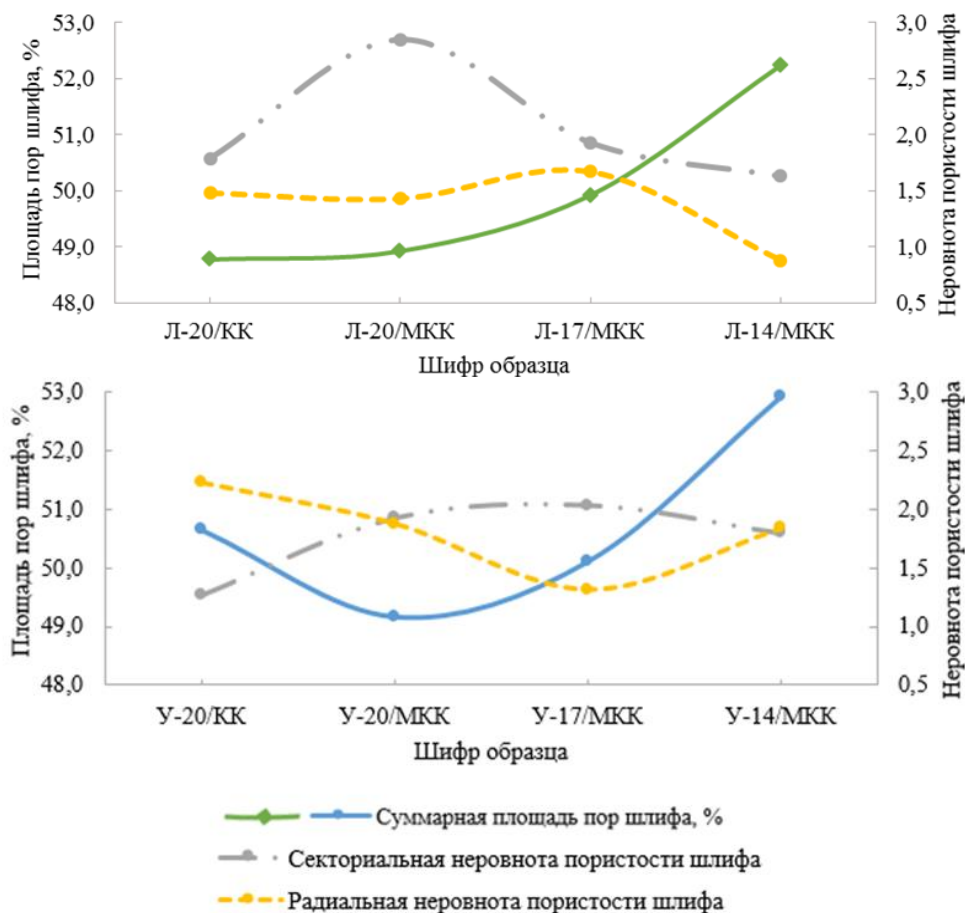 Площадь пор шлифа, %
53,0
52,0
51,0
50,0
49,0
48,0
3,0
2,5
2,0
1,5
1,0
0,5
Неровнота пористости шлифа
Л-20/КК Л-20/МКК Л-17/МКК Л-14/МКК
Шифр образца
Площадь пор шлифа, %
53,0
52,0
51,0
50,0
49,0
48,0
3,0
2,5
2,0
1,5
1,0
0,5
Неровнота пористости шлифа
У-20/КК У-20/МКК У-17/МКК У-14/МКК
Шифр образца
Суммарная площадь пор шлифа, %
Секториальная неровнота пористости шлифа
Радиальная неровнота пористости шлифа